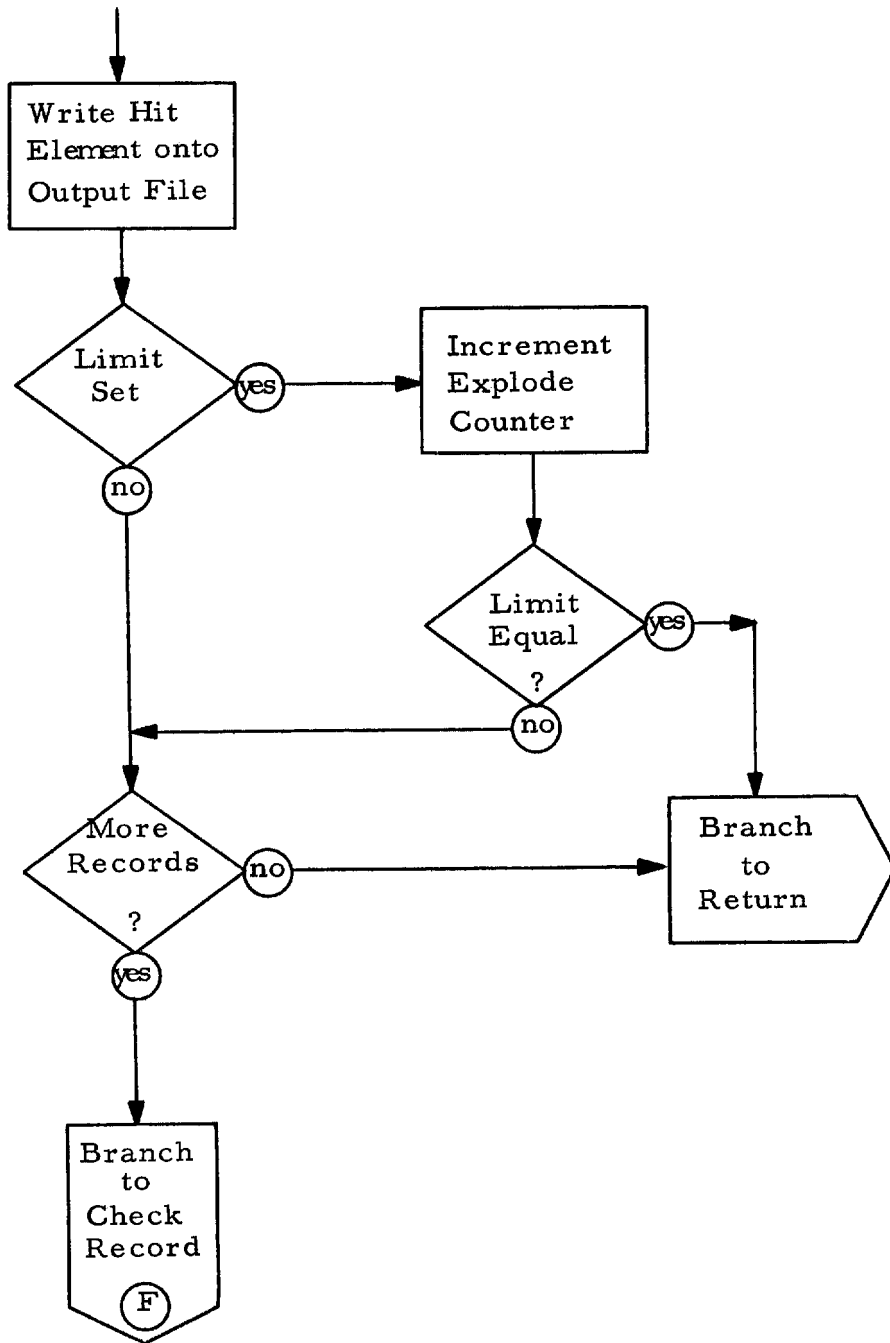 Write Hit
Element onto
Output File
Limit
Set
yes
no
Increment
Explode
Counter
Limit
Equal
?
yes
no
More
Records
?
no
yes
Branch
to
Return
Branch
to
Check
Record
F